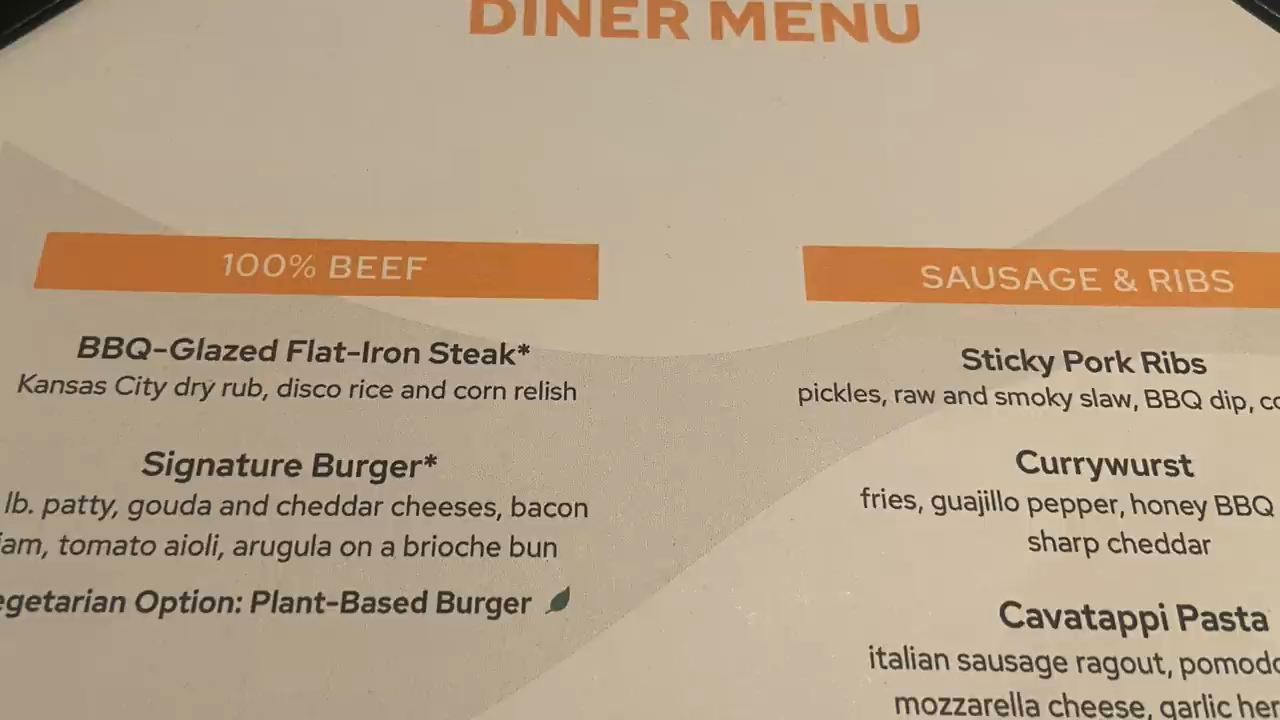 DINER MENU
100% BEEF
BBQ-Glazed Flat-Iron Steak*
Kansas City dry rub, disco rice and corn relish
Signature Burger*
lb. patty, gouda and cheddar cheeses, bacon
tomato aioli, arugula on a brioche bun
Option: Plant-Based Burger
SAUSAGE & RIBS
Sticky Pork Ribs
pickles, raw and smoky slaw, BBQ dip,
Currywurst
fries, guajillo pepper, honey BBQ
sharp cheddar
Cavatappi Pasta
italian sausage ragout,
mozzarella cheese, garlic